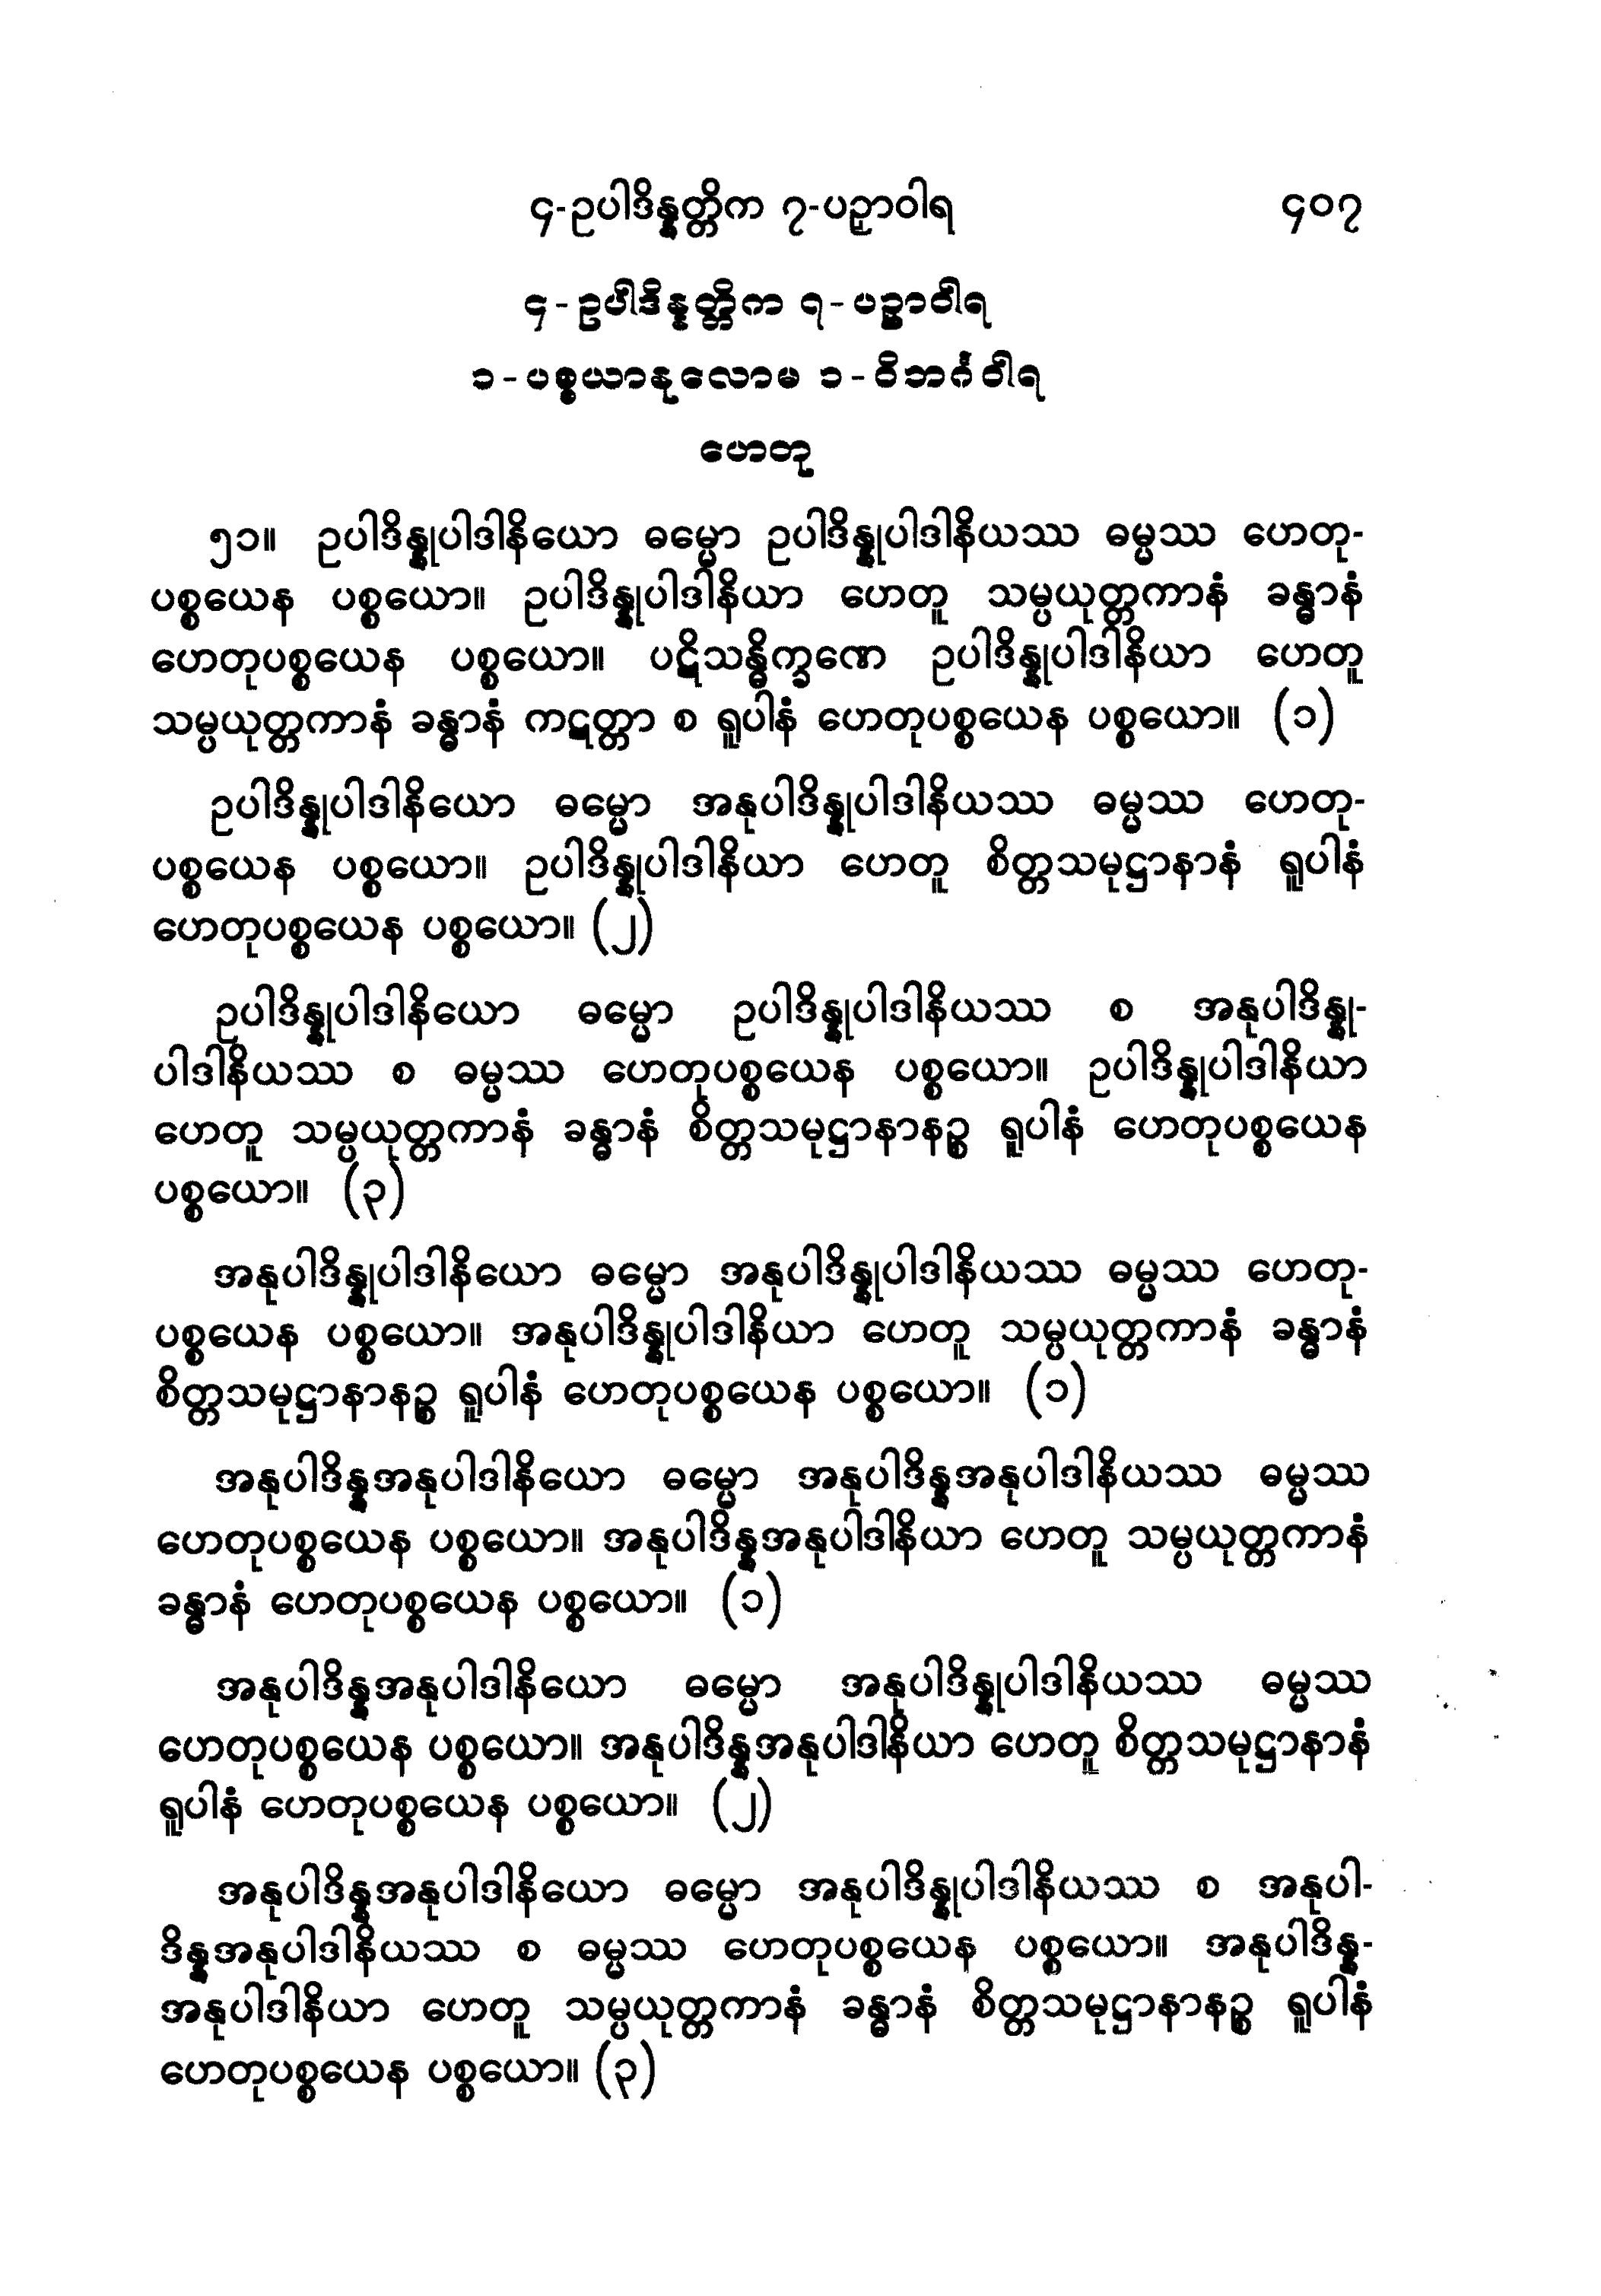 ၄-ဥပါဒိန္နတ္တိက ၇-ပဉှာဝါရ ၄၀၇
၄-ဥပါဒိန္နတ္တိက ၇-ပဉှာဝါရ
၁-ပစ္စယာနုလောမ ၁-ဝိဘင်္ဂဝါရ
ဟေတု
၅၁။ ဥပါဒိန္နုပါဒါနိယော ဓမ္မော ဥပါဒိန္နုပါဒါနိယဿ ဓမ္မဿ ဟေတု-
ပစ္စယေန ပစ္စယော။ ဥပါဒိန္နုပါဒါနိယာ ဟေတူ သမ္ပယုတ္တကာနံ ခန္ဓာနံ
ဟေတုပစ္စယေန ပစ္စယော။ ပဋိသန္ဓိက္ခဏေ ဥပါဒိန္နုပါဒါနိယာ ဟေတူ
သမ္ပယုတ္တကာနံ ခန္ဓာနံ ကဋတ္တာ စ ရူပါနံ ဟေတုပစ္စယေန ပစ္စယော။ (၁)
ဥပါဒိန္နုပါဒါနိယော ဓမ္မော အနုပါဒိန္နုပါဒါနိယဿ ဓမ္မဿ ဟေတု-
ပစ္စယေန ပစ္စယော။ ဥပါဒိန္နုပါဒါနိယာ ဟေတူ စိတ္တသမုဋ္ဌာနာနံ ရူပါနံ
ဟေတုပစ္စယေန ပစ္စယော။ (၂)
ဥပါဒိန္နုပါဒါနိယော ဓမ္မော ဥပါဒိန္နုပါဒါနိယဿ စ အနုပါဒိန္နု-
ပါဒါနိယဿ စ ဓမ္မဿ ဟေတုပစ္စယေန ပစ္စယော။ ဥပါဒိန္နုပါဒါနိယာ
ဟေတူ သမ္ပယုတ္တကာနံ ခန္ဓာနံ စိတ္တသမုဋ္ဌာနာနဉ္စ ရူပါနံ ဟေတုပစ္စယေန
ပစ္စယော။ (၃)
အနုပါဒိန္နုပါဒါနိယော ဓမ္မော အနုပါဒိန္နုပါဒါနိယဿ ဓမ္မဿ ဟေတု-
ပစ္စယေန ပစ္စယော။ အနုပါဒိန္နုပါဒါနိယာ ဟေတူ သမ္ပယုတ္တကာနံ ခန္ဓာနံ
စိတ္တသမုဋ္ဌာနာနဉ္စ ရူပါနံ ဟေတုပစ္စယေန ပစ္စယော။ (၁)
အနုပါဒိန္နအနုပါဒါနိယော ဓမ္မော အနုပါဒိန္နအနုပါဒါနိယဿ ဓမ္မဿ
ဟေတုပစ္စယေန ပစ္စယော။ အနုပါဒိန္နအနုပါဒါနိယာ ဟေတူ သမ္ပယုတ္တကာနံ
ခန္ဓာနံ ဟေတုပစ္စယေန ပစ္စယော။ (၁)
အနုပါဒိန္နအနုပါဒါနိယော ဓမ္မော အနုပါဒိန္နုပါဒါနိယဿ ဓမ္မဿ
ဟေတုပစ္စယေန ပစ္စယော။ အနုပါဒိန္နအနုပါဒါနိယာ ဟေတူ စိတ္တသမုဋ္ဌာနာနံ
ရူပါနံ ဟေတုပစ္စယေန ပစ္စယော။ (၂)
အနုပါဒိန္နအနုပါဒါနိယော ဓမ္မော အနုပါဒိန္နုပါဒါနိယဿ စ အနုပါ-
ဒိန္နအနုပါဒါနိယဿ စ ဓမ္မဿ ဟေတုပစ္စယေန ပစ္စယော။ အနုပါဒိန္န-
အနုပါဒါနိယာ ဟေတူ သမ္ပယုတ္တကာနံ ခန္ဓာနံ စိတ္တသမုဋ္ဌာနာနဉ္စ ရူပါနံ
ဟေတုပစ္စယေန ပစ္စယော။ (၃)